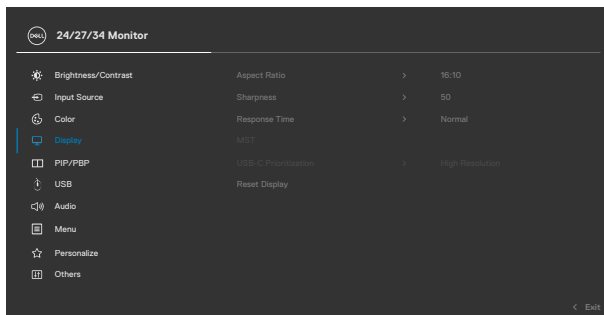 DELL 24/27/34 Monitor
Brightness/Contrast Aspect Ratio > 16:10
Input Source Sharpness > 50
Color Response Time > Normal
Display MST
PIP/PBP USB-C Prioritization > High Resolution
USB Reset Display
Audio
Menu
Personalize
Others
< Exit